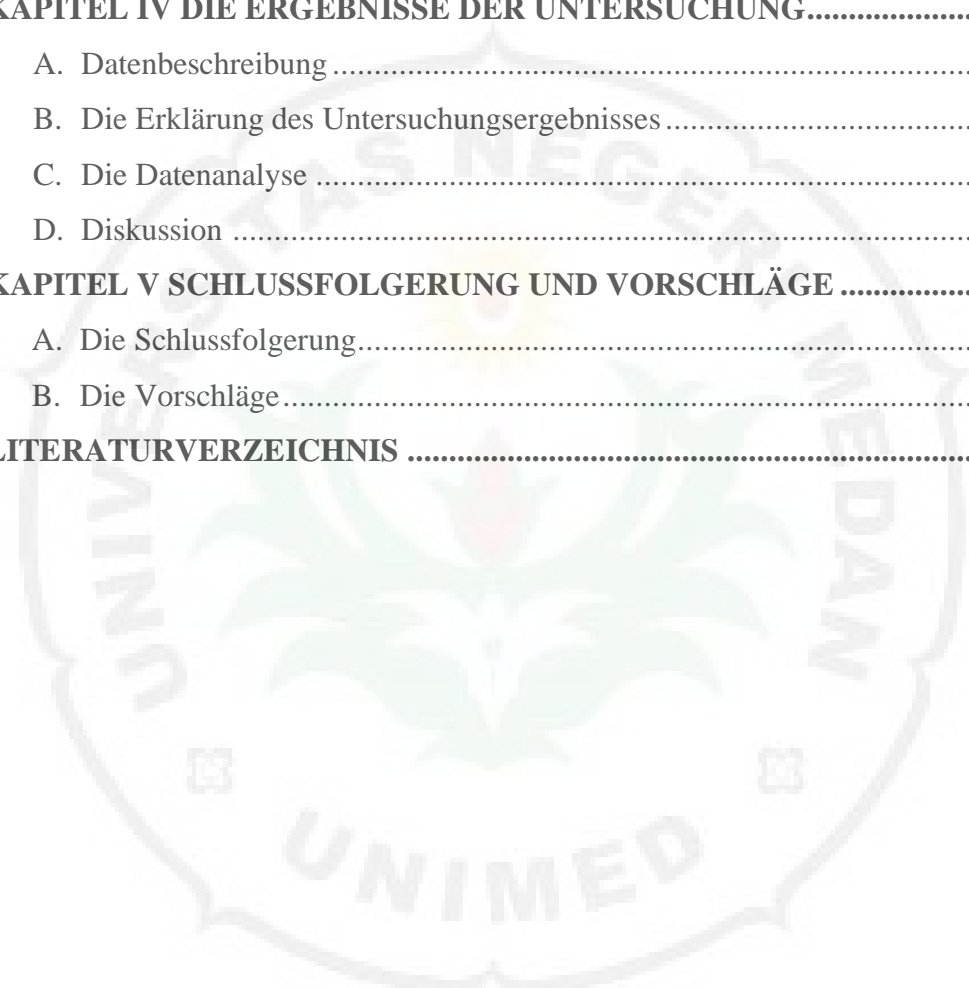 KAPITEL IV DIE ERGEBNISSE DER UNTERSUCHUNG....................
A. Datenbeschreibung....................
B. Die Erklärung des Untersuchungsergebnisses....................
C. Die Datenanalyse....................
D. Diskussion....................
KAPITEL V SCHLUSSFOLGERUNG UND VORSCHLÄGE....................
A. Die Schlussfolgerung....................
B. Die Vorschläge....................
LITERATURVERZEICHNIS....................
UNIVERSITAS NEGERI MEDAN
UNIMED